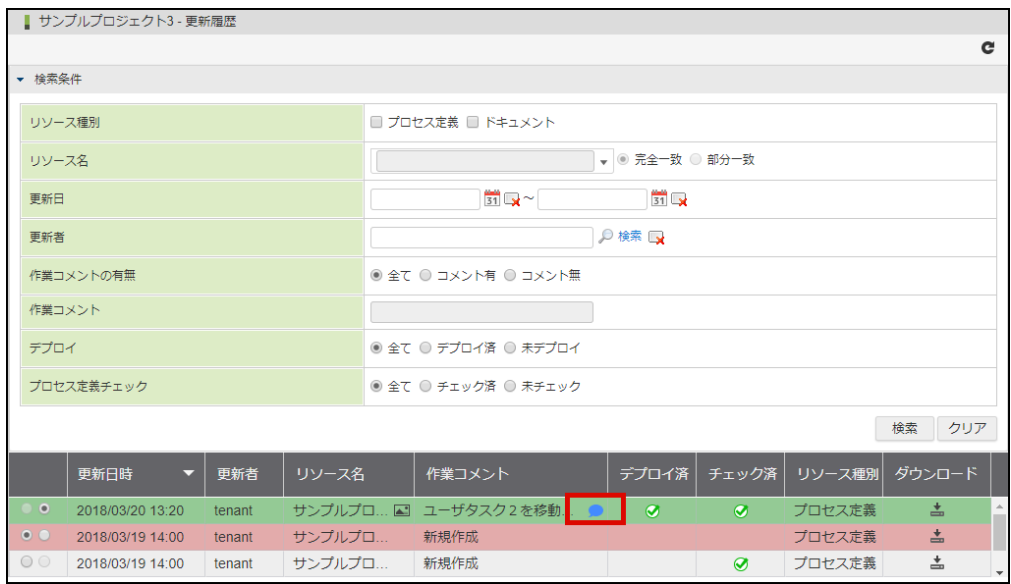 サンプルプロジェクト3 - 更新履歴
検索条件
リソース種別 プロセス定義 ドキュメント
リソース名 完全一致 部分一致
更新日 31 ~ 31
更新者 検索
作業コメントの有無 全て コメント有 コメント無
作業コメント
デプロイ 全て デプロイ済 未デプロイ
プロセス定義チェック 全て チェック済 未チェック
検索 クリア
更新日時 更新者 リソース名 作業コメント デプロイ済 チェック済 リソース種別 ダウンロード
2018/03/20 13:20 tenant サンプルプロ... ユーザタスク2を移動... プロセス定義
2018/03/19 14:00 tenant サンプルプロ... 新規作成 プロセス定義
2018/03/19 14:00 tenant サンプルプロ... 新規作成 プロセス定義